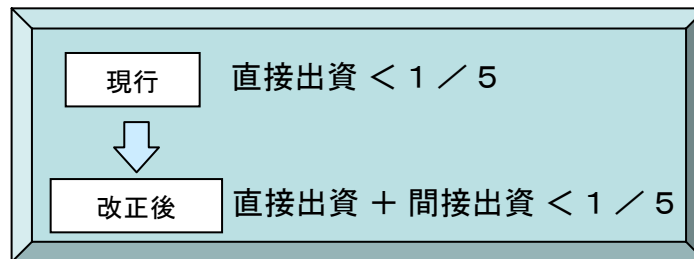 現行 直接出資 ＜ １ ／ ５
改正後 直接出資 ＋ 間接出資 ＜ １ ／ ５